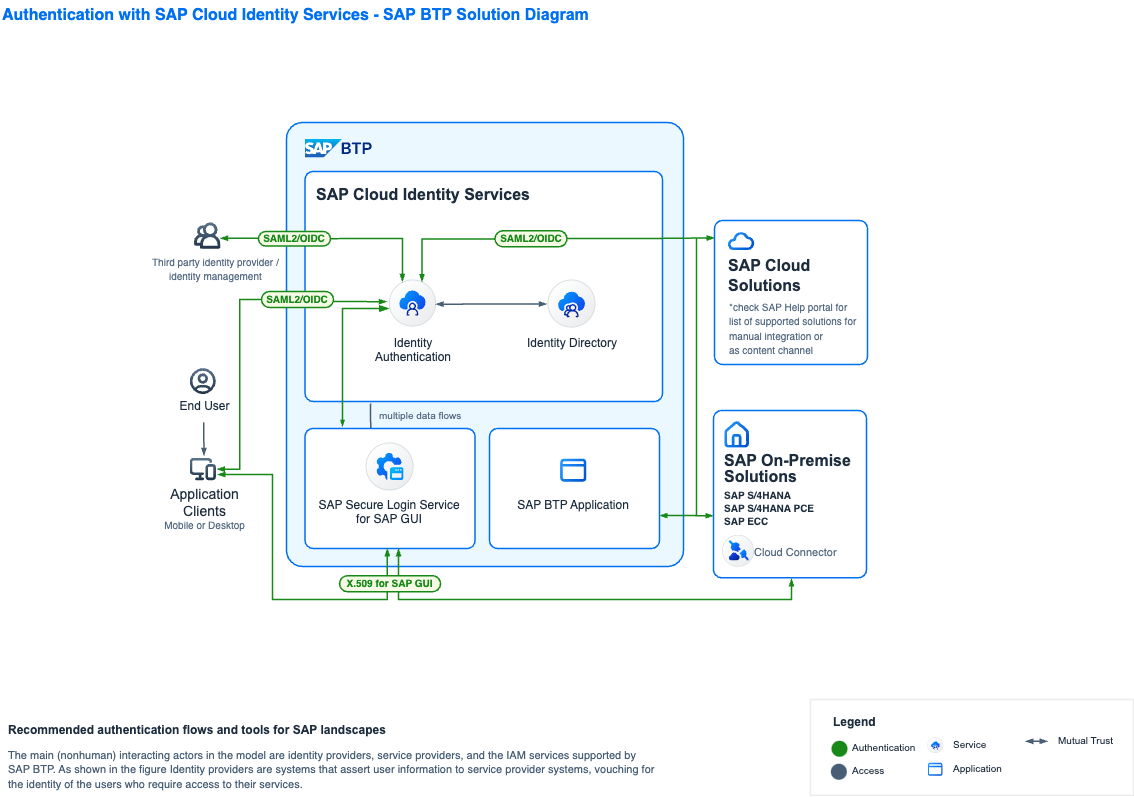 Authentication with SAP Cloud Identity Services - SAP BTP Solution Diagram
SAP BTP
SAP Cloud Identity Services
SAML2/OIDC
SAML2/OIDC
Third party identity provider /
identity management
SAML2/OIDC
Identity
Authentication
Identity Directory
SAP Cloud
Solutions
*check SAP Help portal for
list of supported solutions for
manual integration or
as content channel
End User
multiple data flows
Application
Clients
Mobile or Desktop
SAP Secure Login Service
for SAP GUI
SAP BTP Application
SAP On-Premise
Solutions
SAP S/4HANA
SAP S/4HANA PCE
SAP ECC
Cloud Connector
X.509 for SAP GUI
Recommended authentication flows and tools for SAP landscapes
The main (nonhuman) interacting actors in the model are identity providers, service providers, and the IAM services supported by
SAP BTP. As shown in the figure Identity providers are systems that assert user information to service provider systems, vouching for
the identity of the users who require access to their services.
Legend
Authentication
Service
Mutual Trust
Access
Application